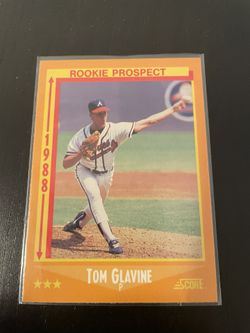 ROOKIE PROSPECT
1988
TOM GLAVINE
P
SCORE